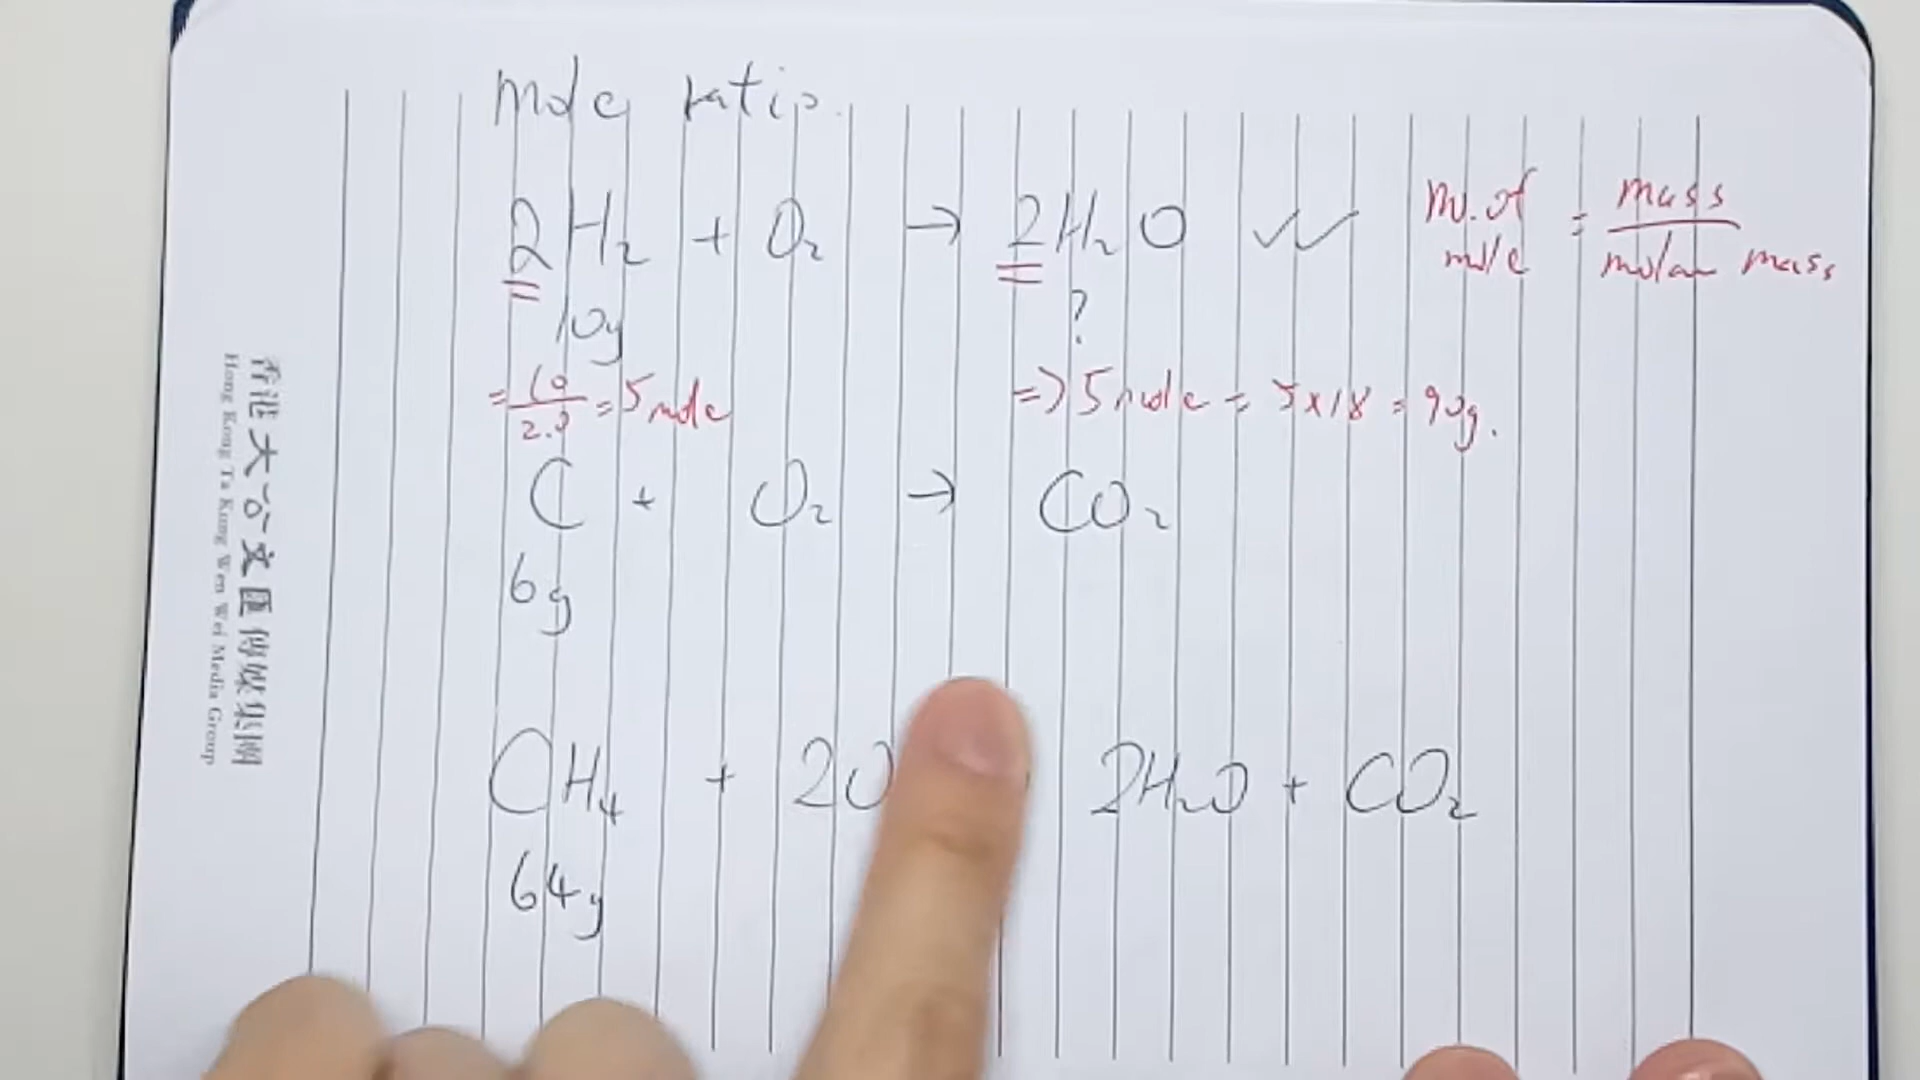 mole ratio.
2H₂ + O₂ → 2H₂O ✓✓
no. of mole = mass / molar mass
10g ?
= 10/2.0 = 5 mole ⇒ 5 mole = 5x18 = 90g.
C + O₂ → CO₂
6g
CH₄ + 2O 2H₂O + CO₂
64g
香港大公文匯傳媒集團
Hong Kong Ta Kung Wen Wei Media Group